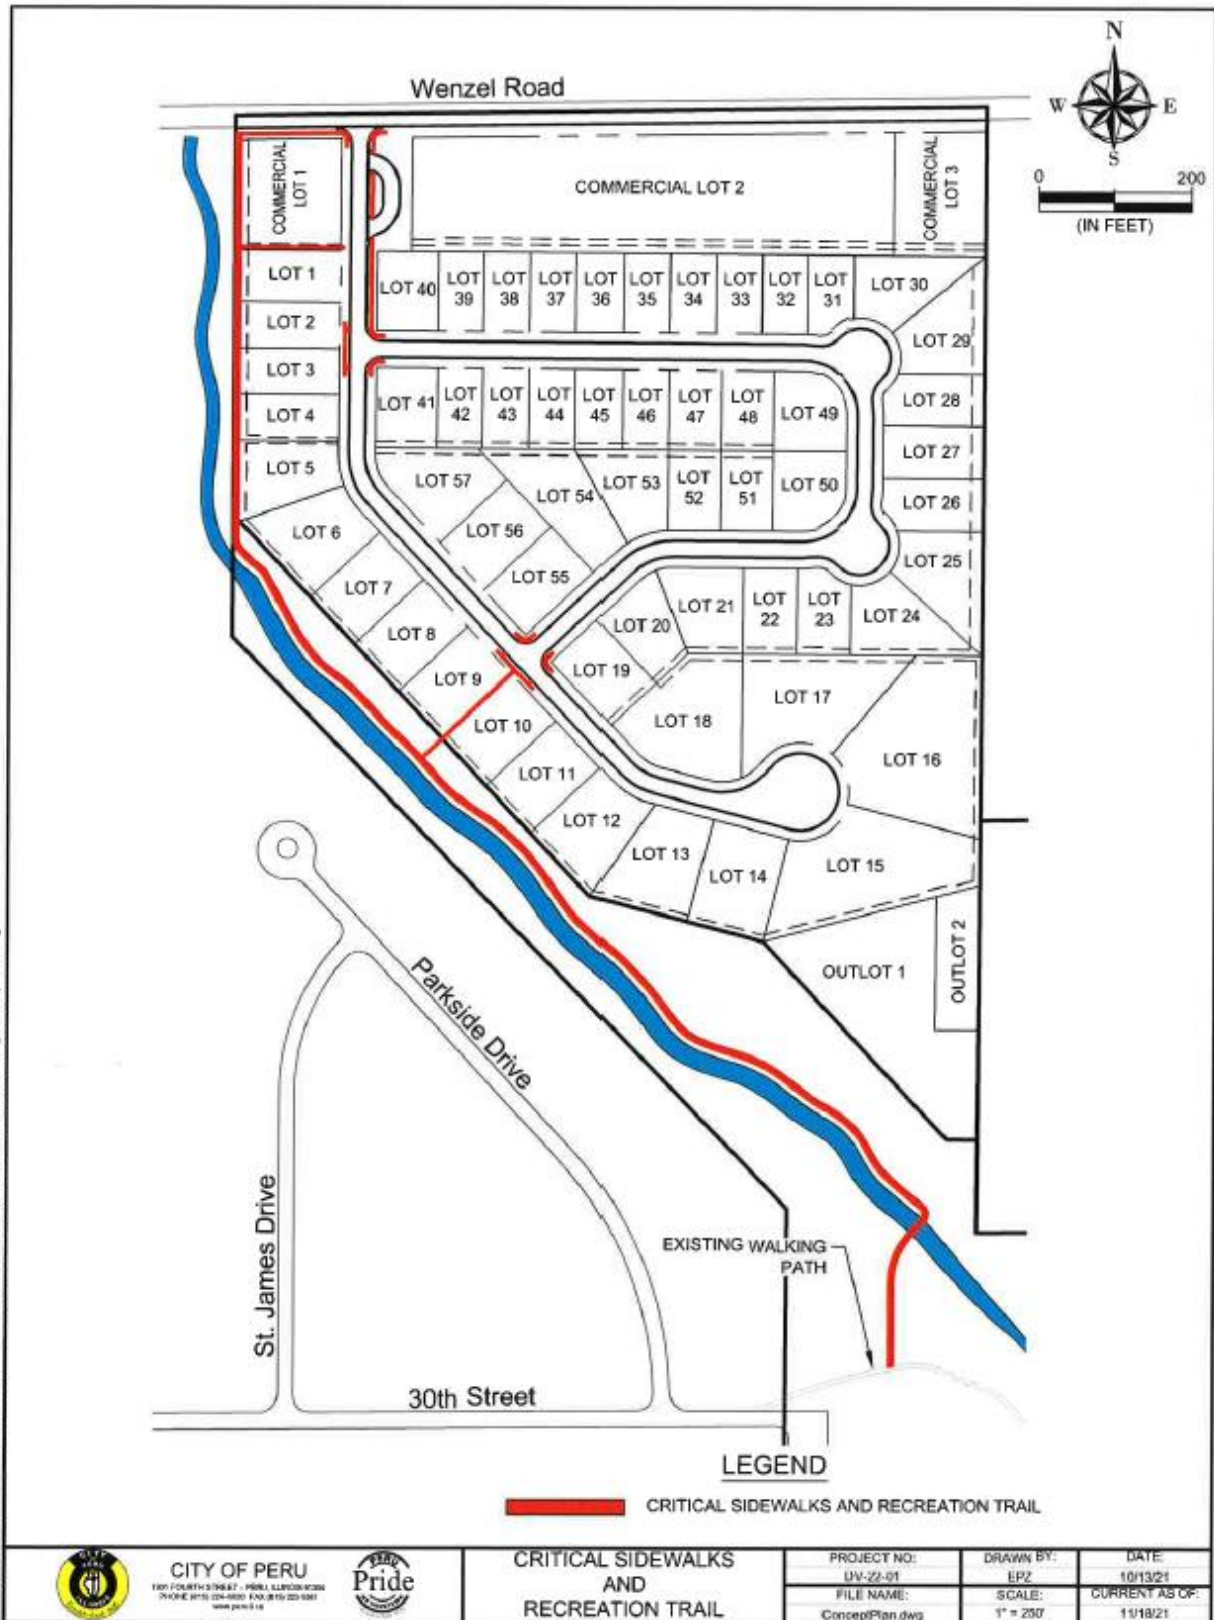 N
W E
S
0 200
(IN FEET)
Wenzel Road
COMMERCIAL
LOT 1
COMMERCIAL LOT 2
COMMERCIAL
LOT 3
LOT 1
LOT 2
LOT 3
LOT 4
LOT 5
LOT 6
LOT 7
LOT 8
LOT 9
LOT 10
LOT 11
LOT 12
LOT 13
LOT 14
LOT 15
LOT 16
LOT 17
LOT 18
LOT 19
LOT 20
LOT 21
LOT
22
LOT
23
LOT 24
LOT 25
LOT 26
LOT 27
LOT 28
LOT 29
LOT 30
LOT
31
LOT
32
LOT
33
LOT
34
LOT
35
LOT
36
LOT
37
LOT
38
LOT
39
LOT 40
LOT 41
LOT
42
LOT
43
LOT
44
LOT
45
LOT
46
LOT
47
LOT
48
LOT 49
LOT 50
LOT
51
LOT
52
LOT 53
LOT 54
LOT 55
LOT 56
LOT 57
OUTLOT 1
OUTLOT 2
Parkside Drive
St. James Drive
30th Street
EXISTING WALKING
PATH
LEGEND
CRITICAL SIDEWALKS AND RECREATION TRAIL
CITY OF PERU
1901 FOURTH STREET - PERU, ILLINOIS 61354
PERU
Pride
CRITICAL SIDEWALKS
AND
RECREATION TRAIL
PROJECT NO:
DV-22-01
FILE NAME:
ConceptPlan.dwg
DRAWN BY:
EPZ
SCALE:
1" = 250'
DATE:
10/13/21
CURRENT AS OF:
11/18/21